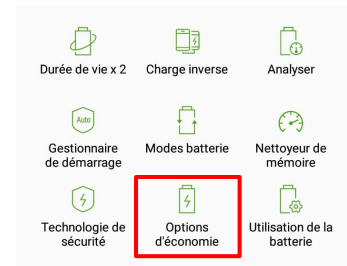 Durée de vie x 2
Charge inverse
Analyser
Auto
Gestionnaire
de démarrage
Modes batterie
Nettoyeur de
mémoire
Technologie de
sécurité
Options
d'économie
Utilisation de la
batterie